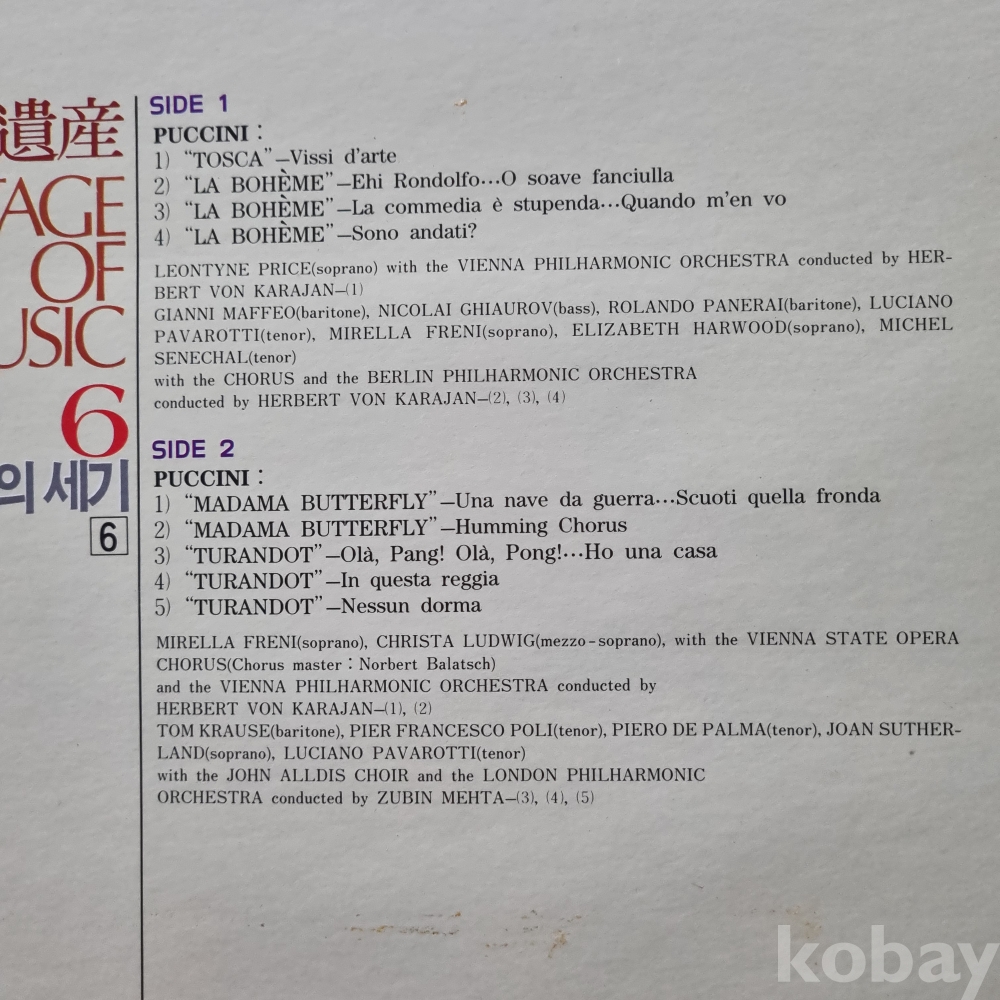 遺産
TAGE
OF
USIC
6
의 세기
6
SIDE 1
PUCCINI :
1) “TOSCA”–Vissi d’arte
2) “LA BOHÈME”–Ehi Rondolfo…O soave fanciulla
3) “LA BOHÈME”–La commedia è stupenda…Quando m’en vo
4) “LA BOHÈME”–Sono andati?
LEONTYNE PRICE(soprano) with the VIENNA PHILHARMONIC ORCHESTRA conducted by HER-
BERT VON KARAJAN–(1)
GIANNI MAFFEO(baritone), NICOLAI GHIAUROV(bass), ROLANDO PANERAI(baritone), LUCIANO
PAVAROTTI(tenor), MIRELLA FRENI(soprano), ELIZABETH HARWOOD(soprano), MICHEL
SENECHAL(tenor)
with the CHORUS and the BERLIN PHILHARMONIC ORCHESTRA
conducted by HERBERT VON KARAJAN–(2), (3), (4)
SIDE 2
PUCCINI :
1) “MADAMA BUTTERFLY”–Una nave da guerra…Scuoti quella fronda
2) “MADAMA BUTTERFLY”–Humming Chorus
3) “TURANDOT”–Olà, Pang! Olà, Pong!…Ho una casa
4) “TURANDOT”–In questa reggia
5) “TURANDOT”–Nessun dorma
MIRELLA FRENI(soprano), CHRISTA LUDWIG(mezzo-soprano), with the VIENNA STATE OPERA
CHORUS(Chorus master : Norbert Balatsch)
and the VIENNA PHILHARMONIC ORCHESTRA conducted by
HERBERT VON KARAJAN–(1), (2)
TOM KRAUSE(baritone), PIER FRANCESCO POLI(tenor), PIERO DE PALMA(tenor), JOAN SUTHER-
LAND(soprano), LUCIANO PAVAROTTI(tenor)
with the JOHN ALLDIS CHOIR and the LONDON PHILHARMONIC
ORCHESTRA conducted by ZUBIN MEHTA–(3), (4), (5)
kobay